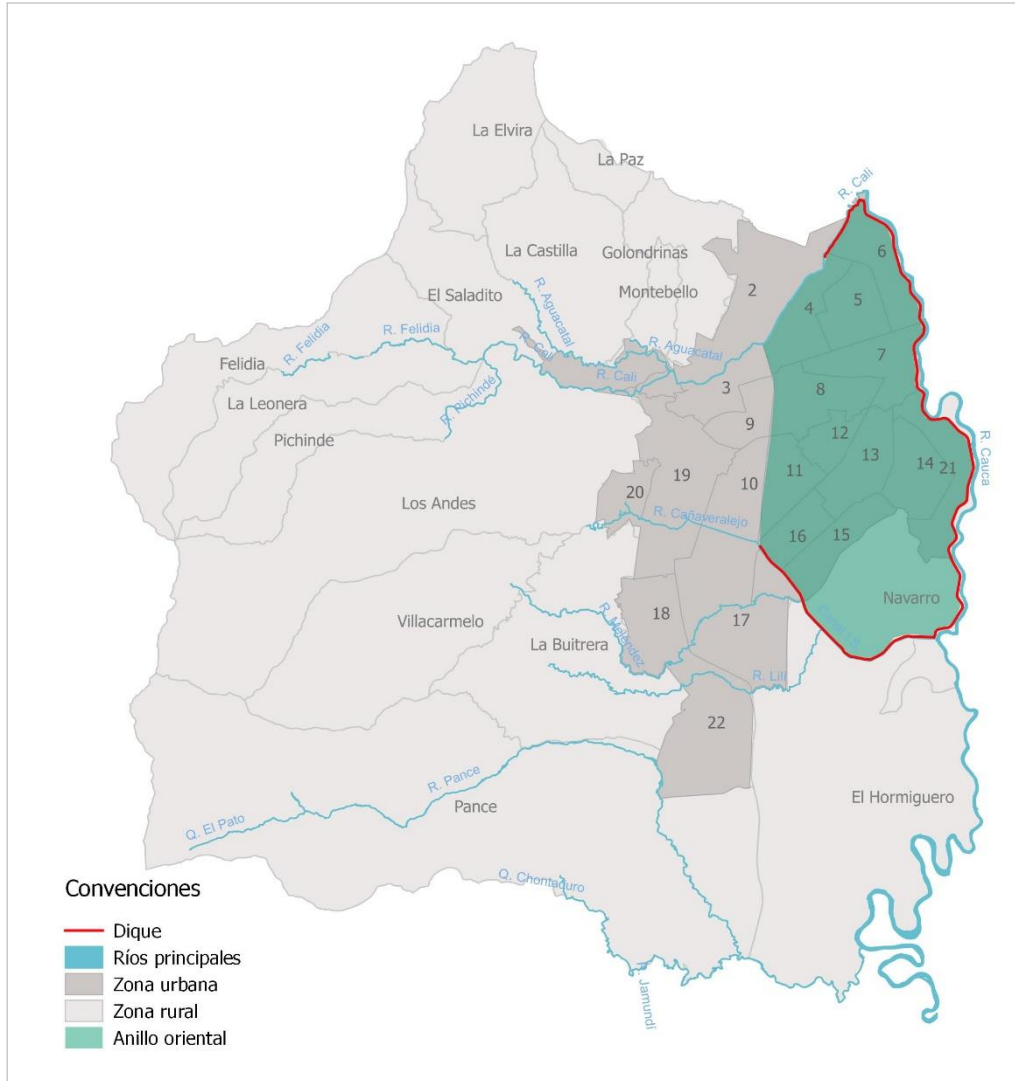 La Elvira
La Paz
R. Cali
La Castilla
Golondrinas
6
El Saladito
R. Aguacatal
Montebello
2
4
5
R. Felidia
R. Felidia
R. Cali
R. Aguacatal
7
Felidia
R. Cali
La Leonera
R. Pichindé
3
8
Pichinde
9
12
R. Cauca
Los Andes
20
19
10
11
13
14
21
R. Cañaveralejo
16
15
Villacarmelo
18
17
Navarro
La Buitrera
R. Meléndez
R. Lili
22
R. Pance
Pance
El Hormiguero
Q. El Pato
Q. Chontaduro
Jamundí
Convenciones
Dique
Ríos principales
Zona urbana
Zona rural
Anillo oriental